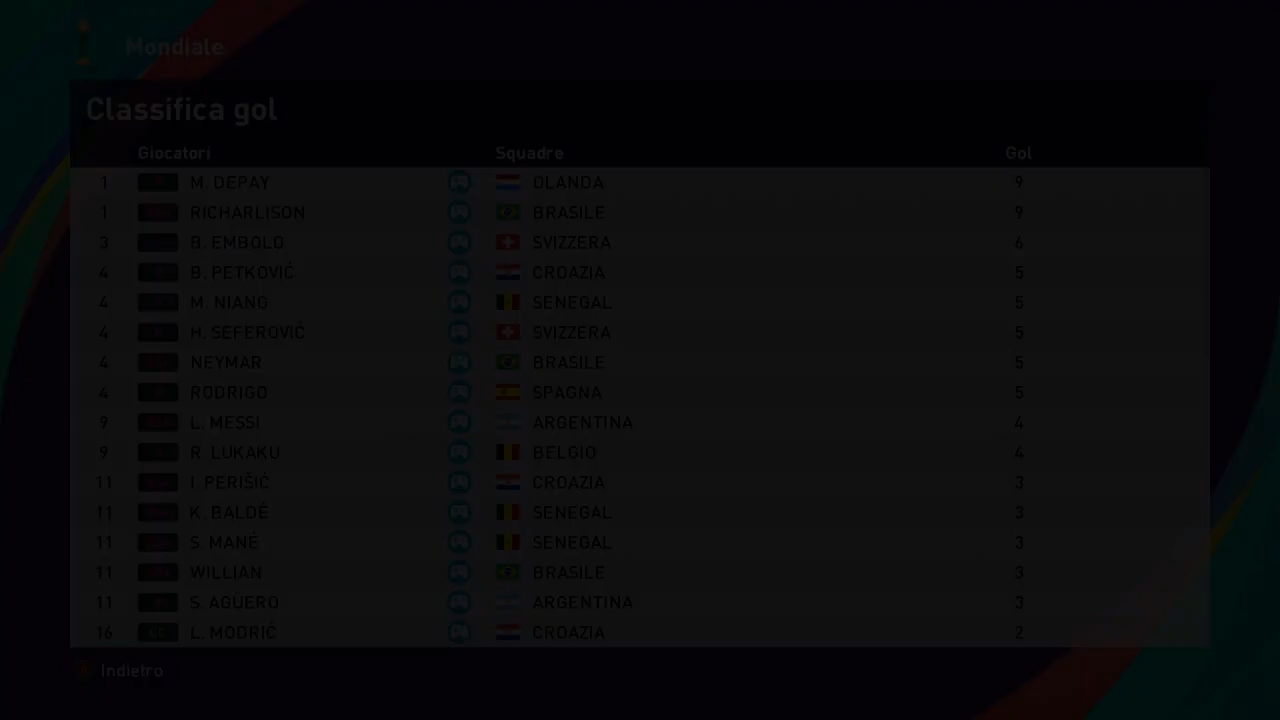 Mondiale
Classifica gol
Giocatori Squadre Gol
1 M. DEPAY OLANDA 9
1 RICHARLISON BRASILE 9
3 B. EMBOLO SVIZZERA 6
4 B. PETKOVIĆ CROAZIA 5
4 M. NIANG SENEGAL 5
4 H. SEFEROVIĆ SVIZZERA 5
4 NEYMAR BRASILE 5
4 RODRIGO SPAGNA 5
9 L. MESSI ARGENTINA 4
9 R. LUKAKU BELGIO 4
11 I. PERIŠIĆ CROAZIA 3
11 K. BALDÉ SENEGAL 3
11 S. MANÉ SENEGAL 3
11 WILLIAN BRASILE 3
11 S. AGÜERO ARGENTINA 3
16 L. MODRIĆ CROAZIA 2
Indietro